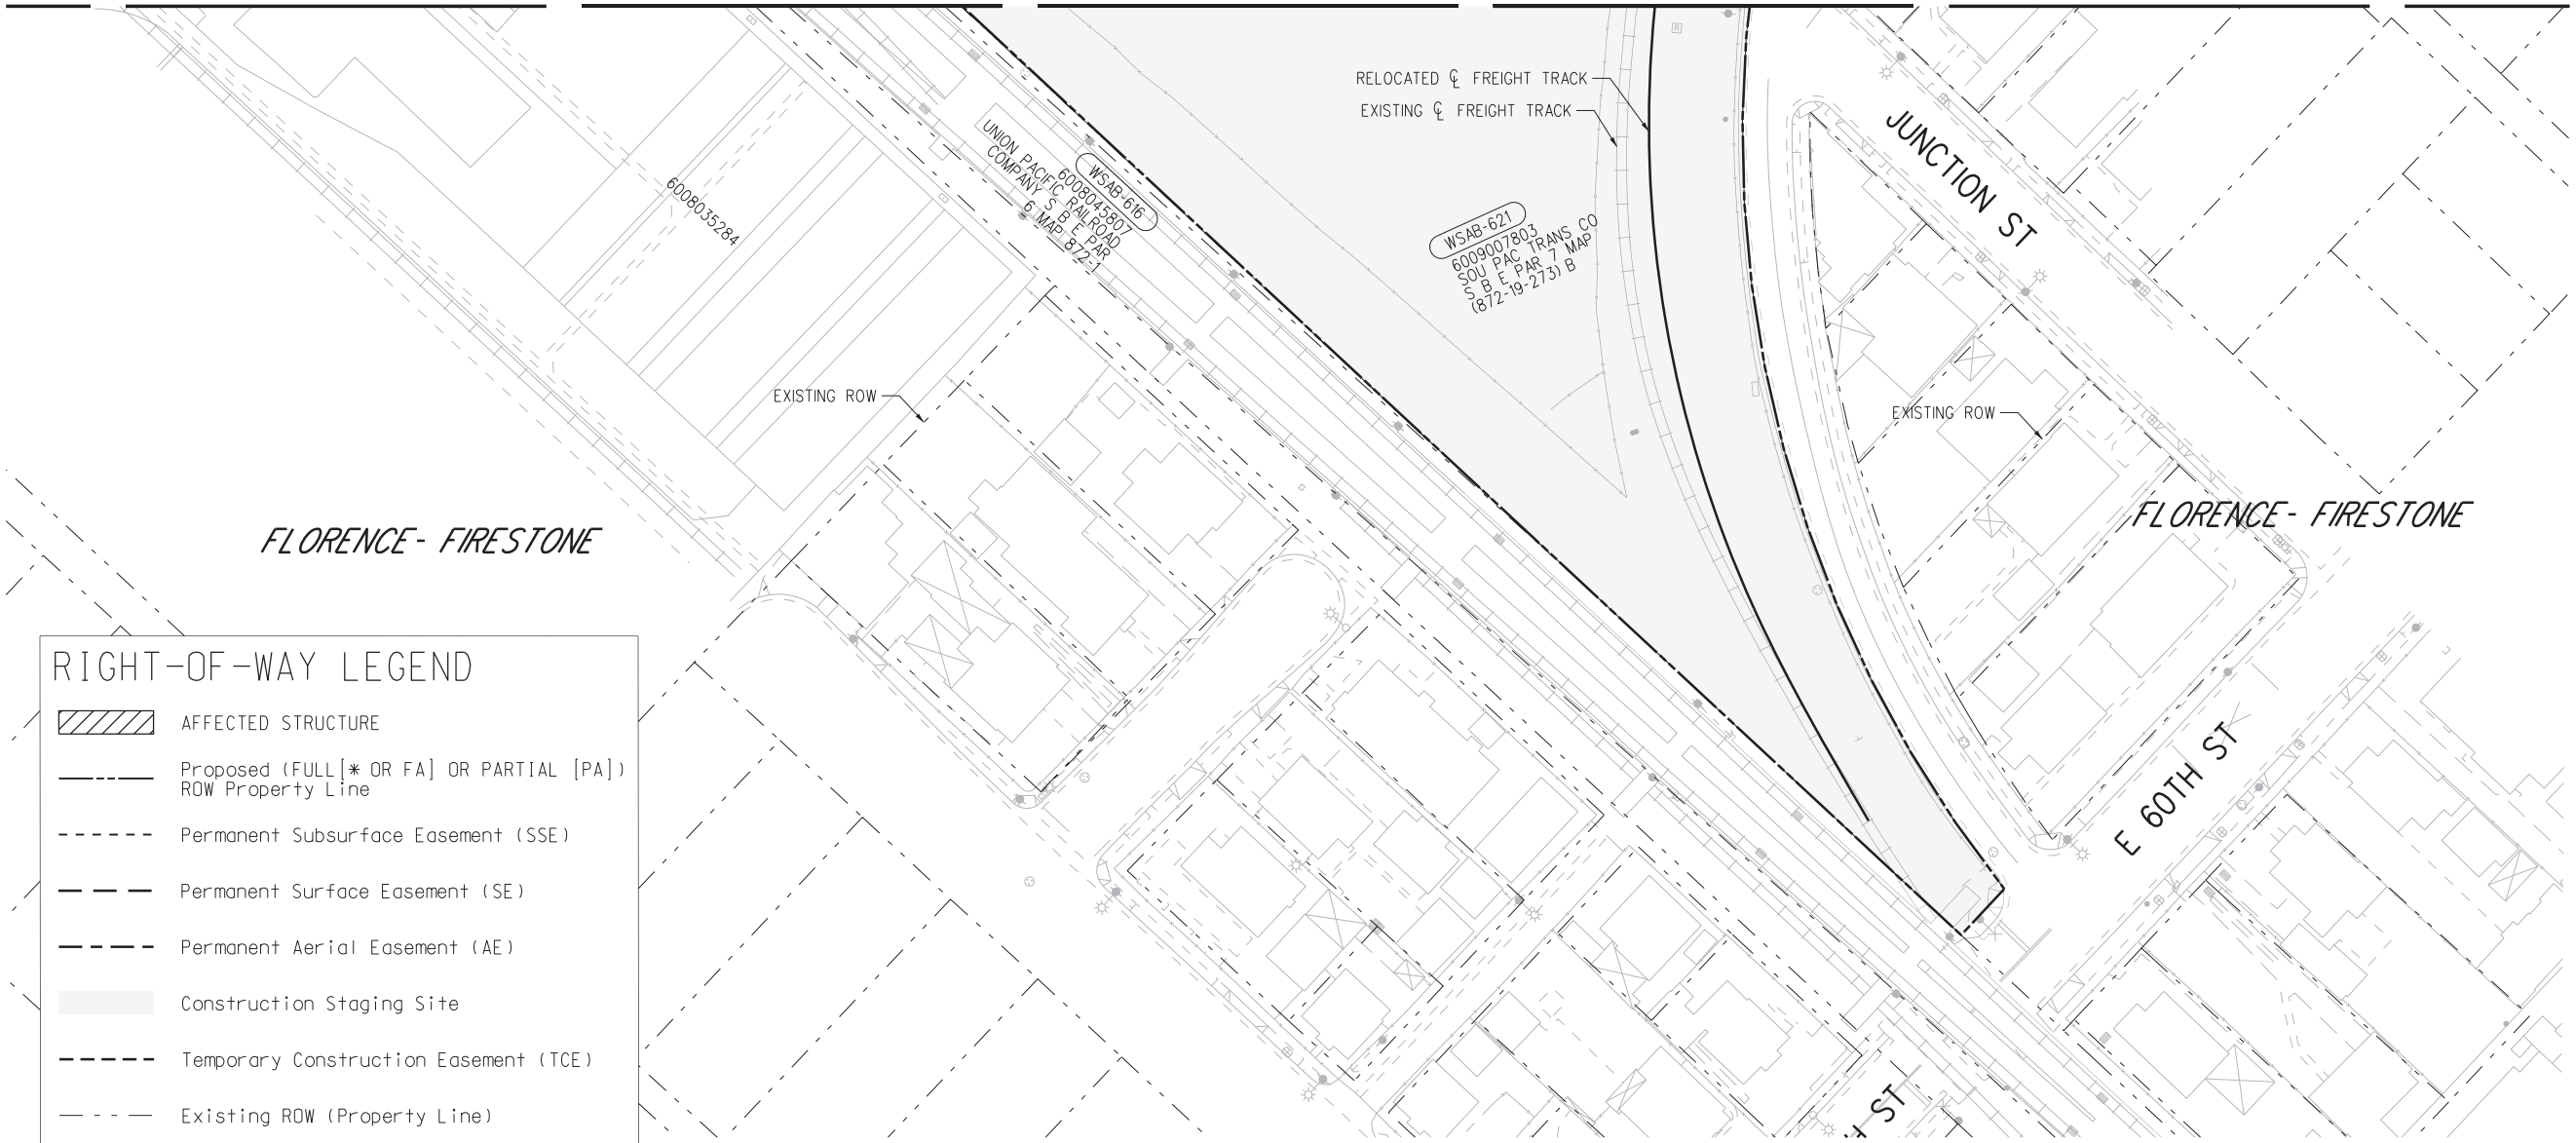 RELOCATED ℄ FREIGHT TRACK
EXISTING ℄ FREIGHT TRACK
JUNCTION ST
WSAB-616
6008045807
UNION PACIFIC RAILROAD
COMPANY S B E PAR
6 MAP 872-1
6008035284
WSAB-621
6009007803
SOU PAC TRANS CO
S B E PAR 7 MAP
(872-19-273) B
EXISTING ROW
EXISTING ROW
FLORENCE- FIRESTONE
FLORENCE- FIRESTONE
E 60TH ST
H ST
RIGHT-OF-WAY LEGEND
AFFECTED STRUCTURE
Proposed (FULL[* OR FA] OR PARTIAL [PA])
ROW Property Line
Permanent Subsurface Easement (SSE)
Permanent Surface Easement (SE)
Permanent Aerial Easement (AE)
Construction Staging Site
Temporary Construction Easement (TCE)
Existing ROW (Property Line)